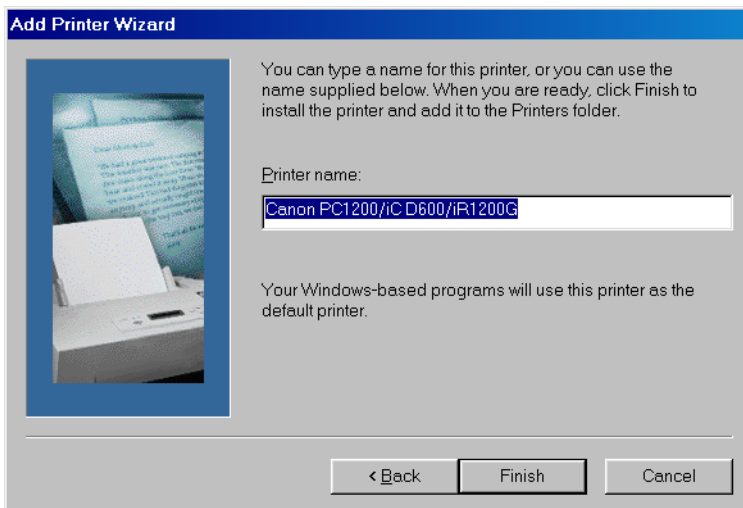 Add Printer Wizard
You can type a name for this printer, or you can use the
name supplied below. When you are ready, click Finish to
install the printer and add it to the Printers folder.
Printer name:
Canon PC1200/iC D600/iR1200G
Your Windows-based programs will use this printer as the
default printer.
< Back
Finish
Cancel